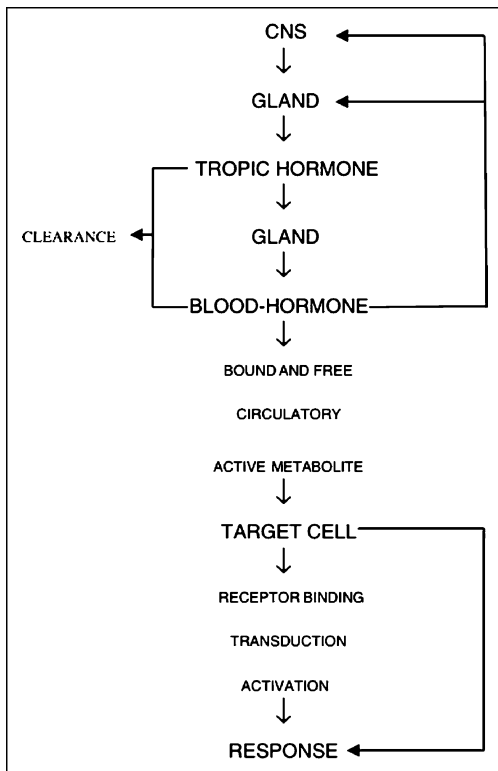 CNS
GLAND
TROPIC HORMONE
CLEARANCE
GLAND
BLOOD-HORMONE
BOUND AND FREE
CIRCULATORY
ACTIVE METABOLITE
TARGET CELL
RECEPTOR BINDING
TRANSDUCTION
ACTIVATION
RESPONSE